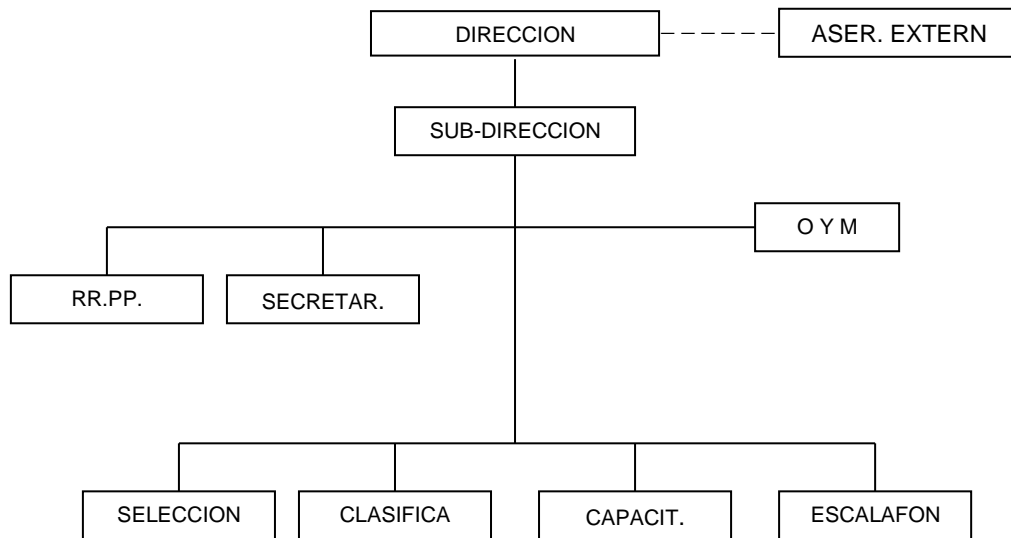 DIRECCION
ASER. EXTERN
SUB-DIRECCION
O Y M
RR.PP.
SECRETAR.
SELECCION
CLASIFICA
CAPACIT.
ESCALAFON